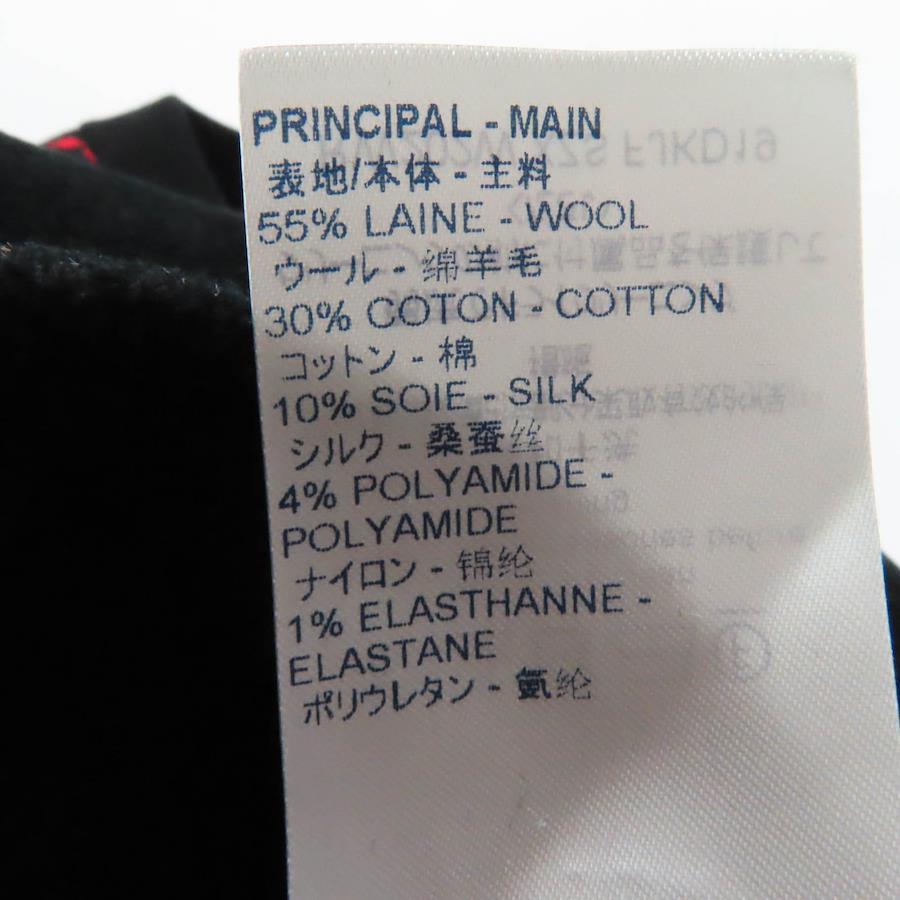 PRINCIPAL - MAIN
表地/本体 - 主料
55% LAINE - WOOL
ウール - 绵羊毛
30% COTON - COTTON
コットン - 棉
10% SOIE - SILK
シルク - 桑蚕丝
4% POLYAMIDE -
POLYAMIDE
ナイロン - 锦纶
1% ELASTHANNE -
ELASTANE
ポリウレタン - 氨纶